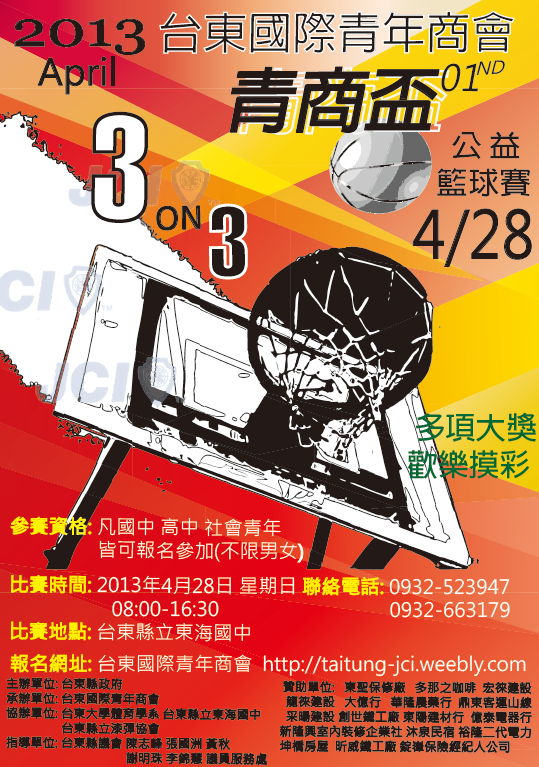 2013 台東國際青年商會
April
青商盃 01ND
3 ON 3
公益
籃球賽
4/28
JCI
JCI
JCI
多項大獎
歡樂摸彩
參賽資格: 凡國中 高中 社會青年
皆可報名參加(不限男女)
比賽時間: 2013年4月28日 星期日 聯絡電話: 0932-523947
08:00-16:30 0932-663179
比賽地點: 台東縣立東海國中
報名網址: 台東國際青年商會 http://taitung-jci.weebly.com
主辦單位: 台東縣政府
承辦單位: 台東國際青年商會
協辦單位: 台東大學體育學系 台東縣立東海國中
台東縣立漆彈協會
指導單位: 台東縣議會 陳志峰 張國洲 黃秋
謝明珠 李錦慧 議員服務處
贊助單位: 東聖保修廠 多那之咖啡 宏徠建設
龍徠建設 大億行 華隆農藥行 鼎東客運山線
采暘建設 創世鐵工廠 東陽建材行 億泰電器行
新隆興室內裝修企業社 沐泉民宿 裕隆二代電力
坤橋房屋 昕威鐵工廠 錠嵂保險經紀人公司